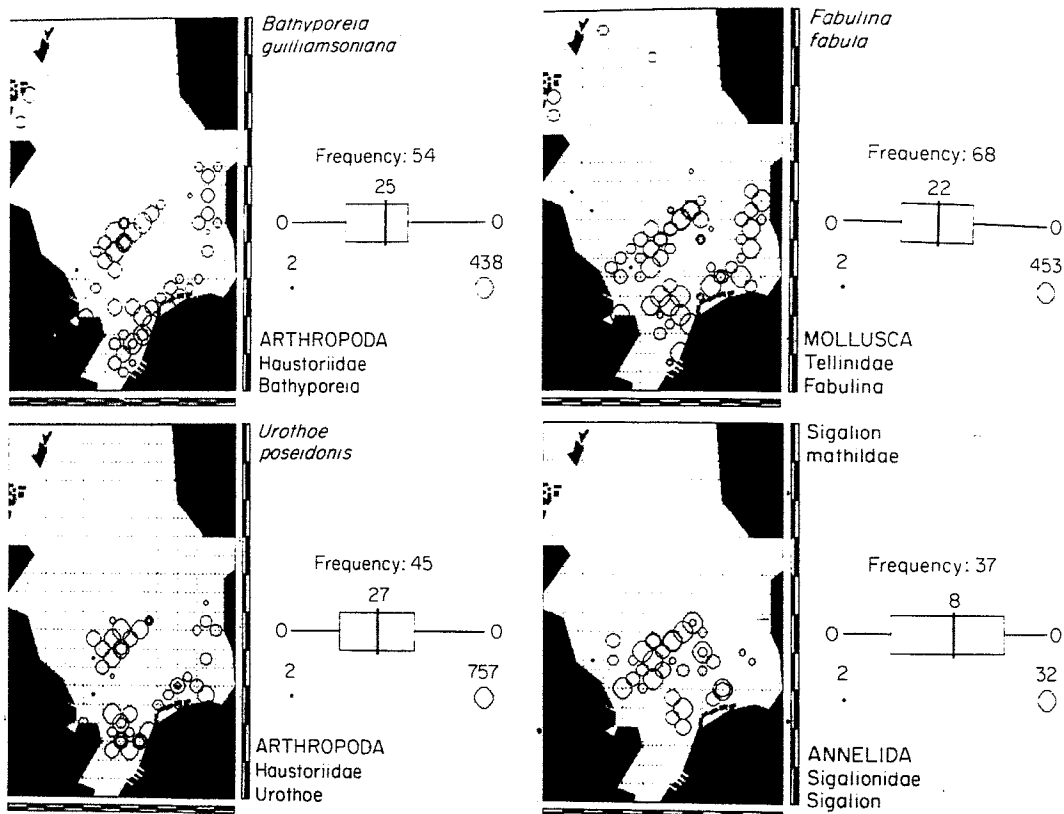 Bathyporeia
guilliamsoniana
Frequency: 54
25
0 0
2 438
ARTHROPODA
Haustoriidae
Bathyporeia
Fabulina
fabula
Frequency: 68
22
0 0
2 453
MOLLUSCA
Tellinidae
Fabulina
Urothoe
poseidonis
Frequency: 45
27
0 0
2 757
ARTHROPODA
Haustoriidae
Urothoe
Sigalion
mathildae
Frequency: 37
8
0 0
2 32
ANNELIDA
Sigalionidae
Sigalion